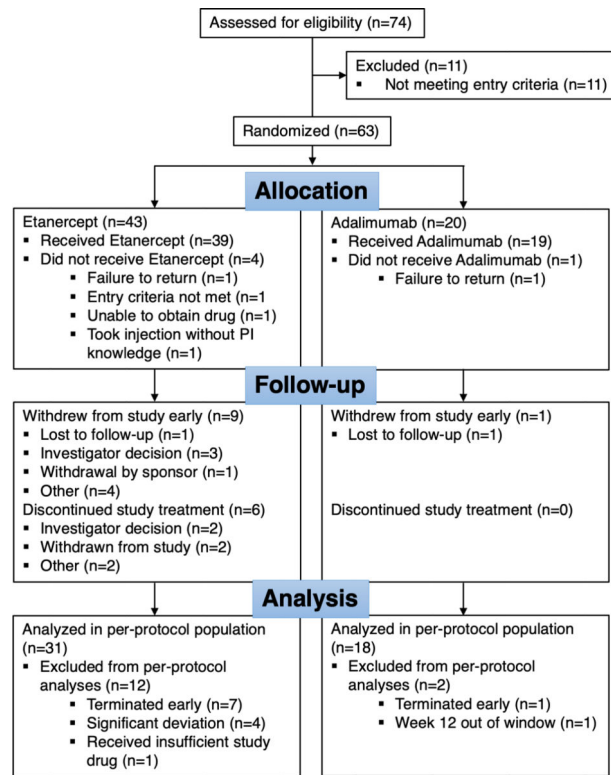 Assessed for eligibility (n=74)
Excluded (n=11)
▪ Not meeting entry criteria (n=11)
Randomized (n=63)
Allocation
Etanercept (n=43)
▪ Received Etanercept (n=39)
▪ Did not receive Etanercept (n=4)
▪ Failure to return (n=1)
▪ Entry criteria not met (n=1
▪ Unable to obtain drug (n=1)
▪ Took injection without PI
knowledge (n=1)
Adalimumab (n=20)
▪ Received Adalimumab (n=19)
▪ Did not receive Adalimumab (n=1)
▪ Failure to return (n=1)
Follow-up
Withdrew from study early (n=9)
▪ Lost to follow-up (n=1)
▪ Investigator decision (n=3)
▪ Withdrawal by sponsor (n=1)
▪ Other (n=4)
Discontinued study treatment (n=6)
▪ Investigator decision (n=2)
▪ Withdrawn from study (n=2)
▪ Other (n=2)
Withdrew from study early (n=1)
▪ Lost to follow-up (n=1)
Discontinued study treatment (n=0)
Analysis
Analyzed in per-protocol population
(n=31)
▪ Excluded from per-protocol
analyses (n=12)
▪ Terminated early (n=7)
▪ Significant deviation (n=4)
▪ Received insufficient study
drug (n=1)
Analyzed in per-protocol population
(n=18)
▪ Excluded from per-protocol
analyses (n=2)
▪ Terminated early (n=1)
▪ Week 12 out of window (n=1)